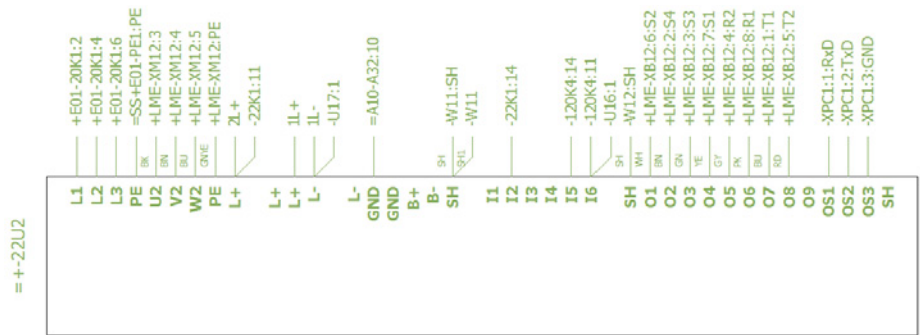 =+-22U2
+E01-20K1:2
+E01-20K1:4
+E01-20K1:6
=SS+E01-PE1:PE
+LME-XM12:3
+LME-XM12:4
+LME-XM12:5
+LME-XM12:PE
2L+
-22K1:11
1L+
1L-
-U17:1
=A10-A32:10
-W11:SH
-W11
-22K1:14
-120K4:14
-120K4:11
-U16:1
-W12:SH
+LME-XB12:6:S2
+LME-XB12:2:S4
+LME-XB12:3:S3
+LME-XB12:7:S1
+LME-XB12:4:R2
+LME-XB12:8:R1
+LME-XB12:1:T1
+LME-XB12:5:T2
-XPC1:1:RxD
-XPC1:2:TxD
-XPC1:3:GND
BK
BN
BU
GNYE
SH
SH1
SH
WH
BN
GN
YE
GY
PK
BU
RD
L1
L2
L3
PE
U2
V2
W2
PE
L+
L+
L+
L-
L-
GND
GND
B+
B-
SH
I1
I2
I3
I4
I5
I6
SH
O1
O2
O3
O4
O5
O6
O7
O8
O9
OS1
OS2
OS3
SH